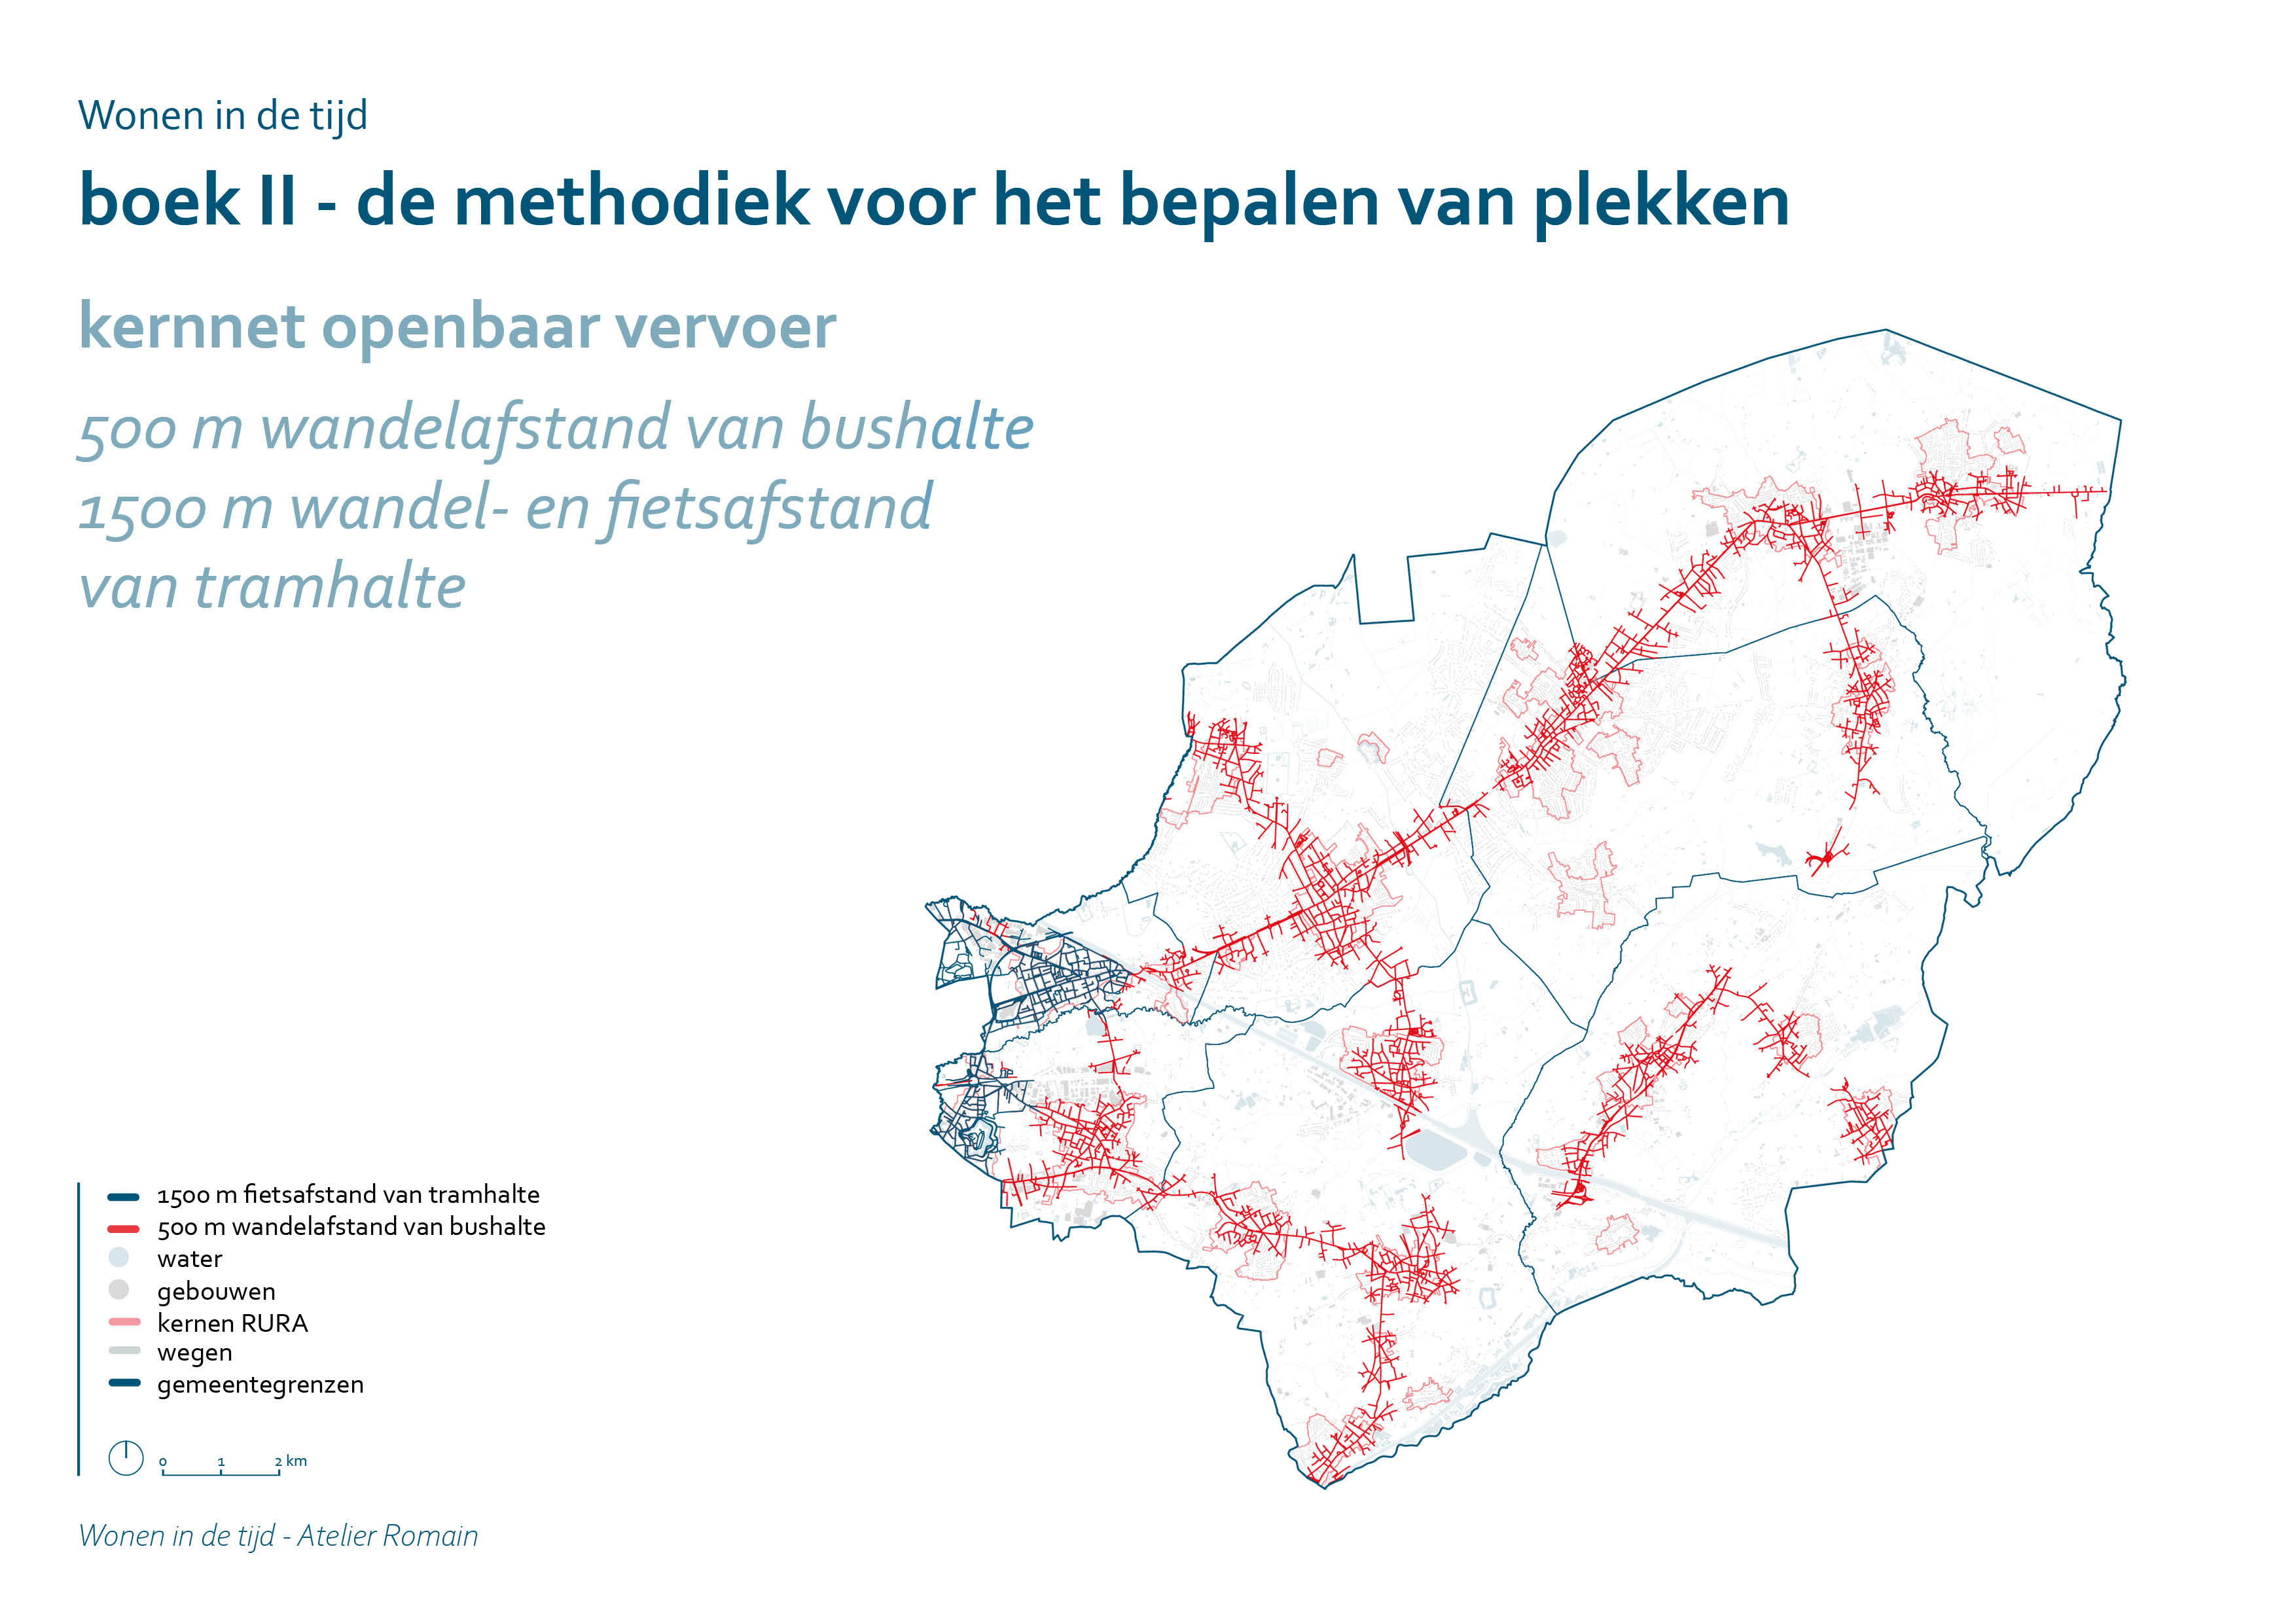 Wonen in de tijd
boek II - de methodiek voor het bepalen van plekken
kernnet openbaar vervoer
500 m wandelafstand van bushalte
1500 m wandel- en fietsafstand
van tramhalte
1500 m fietsafstand van tramhalte
500 m wandelafstand van bushalte
water
gebouwen
kernen RURA
wegen
gemeentegrenzen
0 1 2 km
Wonen in de tijd - Atelier Romain